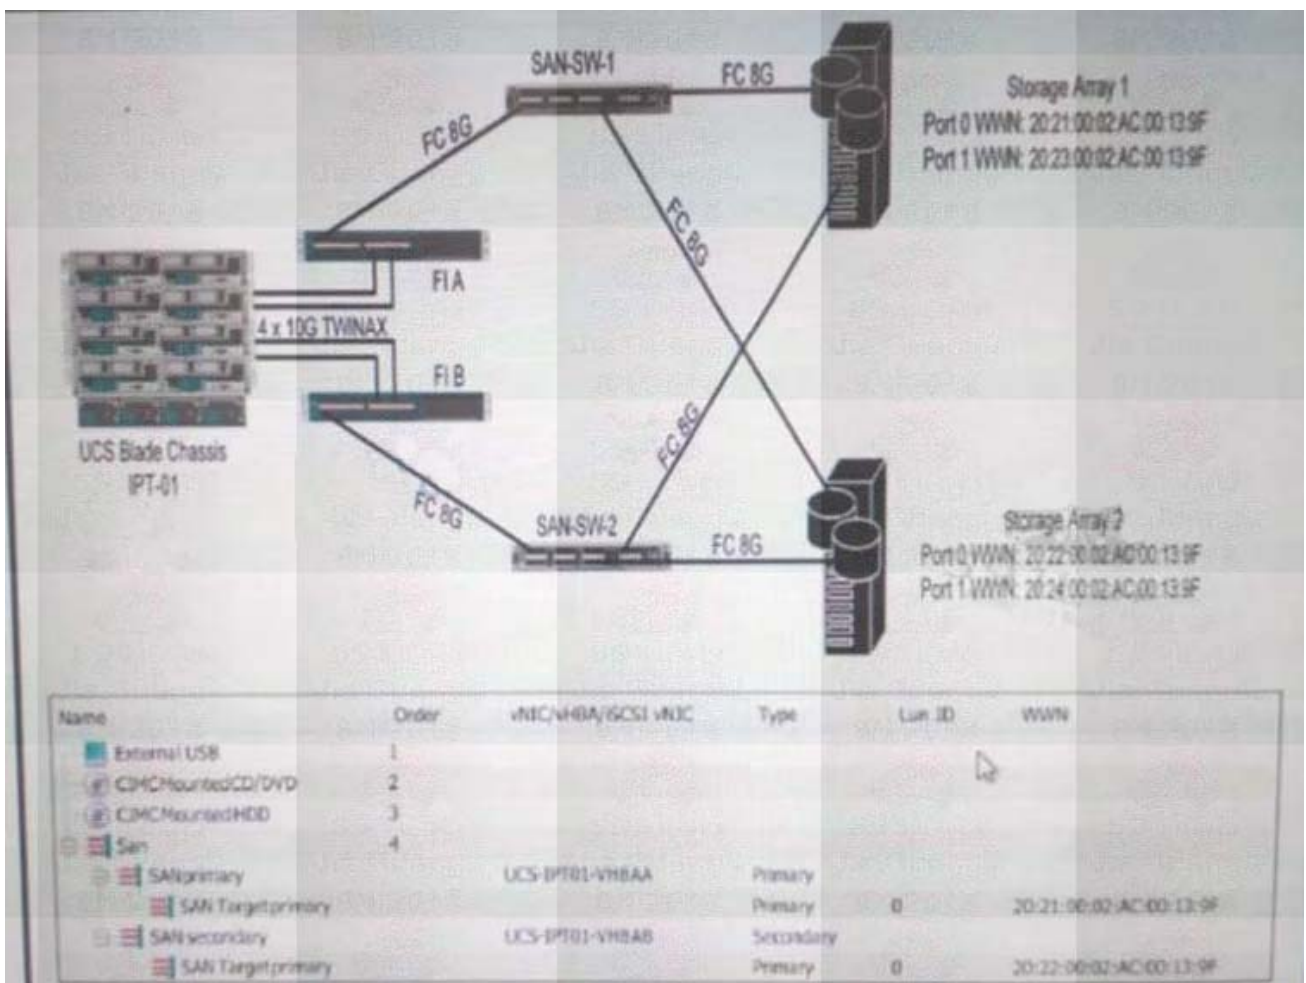 SAN-SW-1
FC 8G
Storage Array 1
Port 0 WWN: 20:21:00:02:AC:00:13:9F
Port 1 WWN: 20:23:00:02:AC:00:13:9F
FC 8G
FC 8G
FI A
4 x 10G TWINAX
FI B
UCS Blade Chassis
IPT-01
FC 8G
FC 8G
SAN-SW-2
FC 8G
Storage Array 2
Port 0 WWN: 20:22:00:02:AC:00:13:9F
Port 1 WWN: 20:24:00:02:AC:00:13:9F
Name Order vNIC/vHBA/iSCSI vNIC Type Lun ID WWN
External USB 1
CIMCMountedCD/DVD 2
CIMCMountedHDD 3
San 4
SANprimary UCS-IPT01-VHBAA Primary
SAN Targetprimary Primary 0 20:21:00:02:AC:00:13:9F
SAN secondary UCS-IPT01-VHBAB Secondary
SAN Targetprimary Primary 0 20:22:00:02:AC:00:13:9F